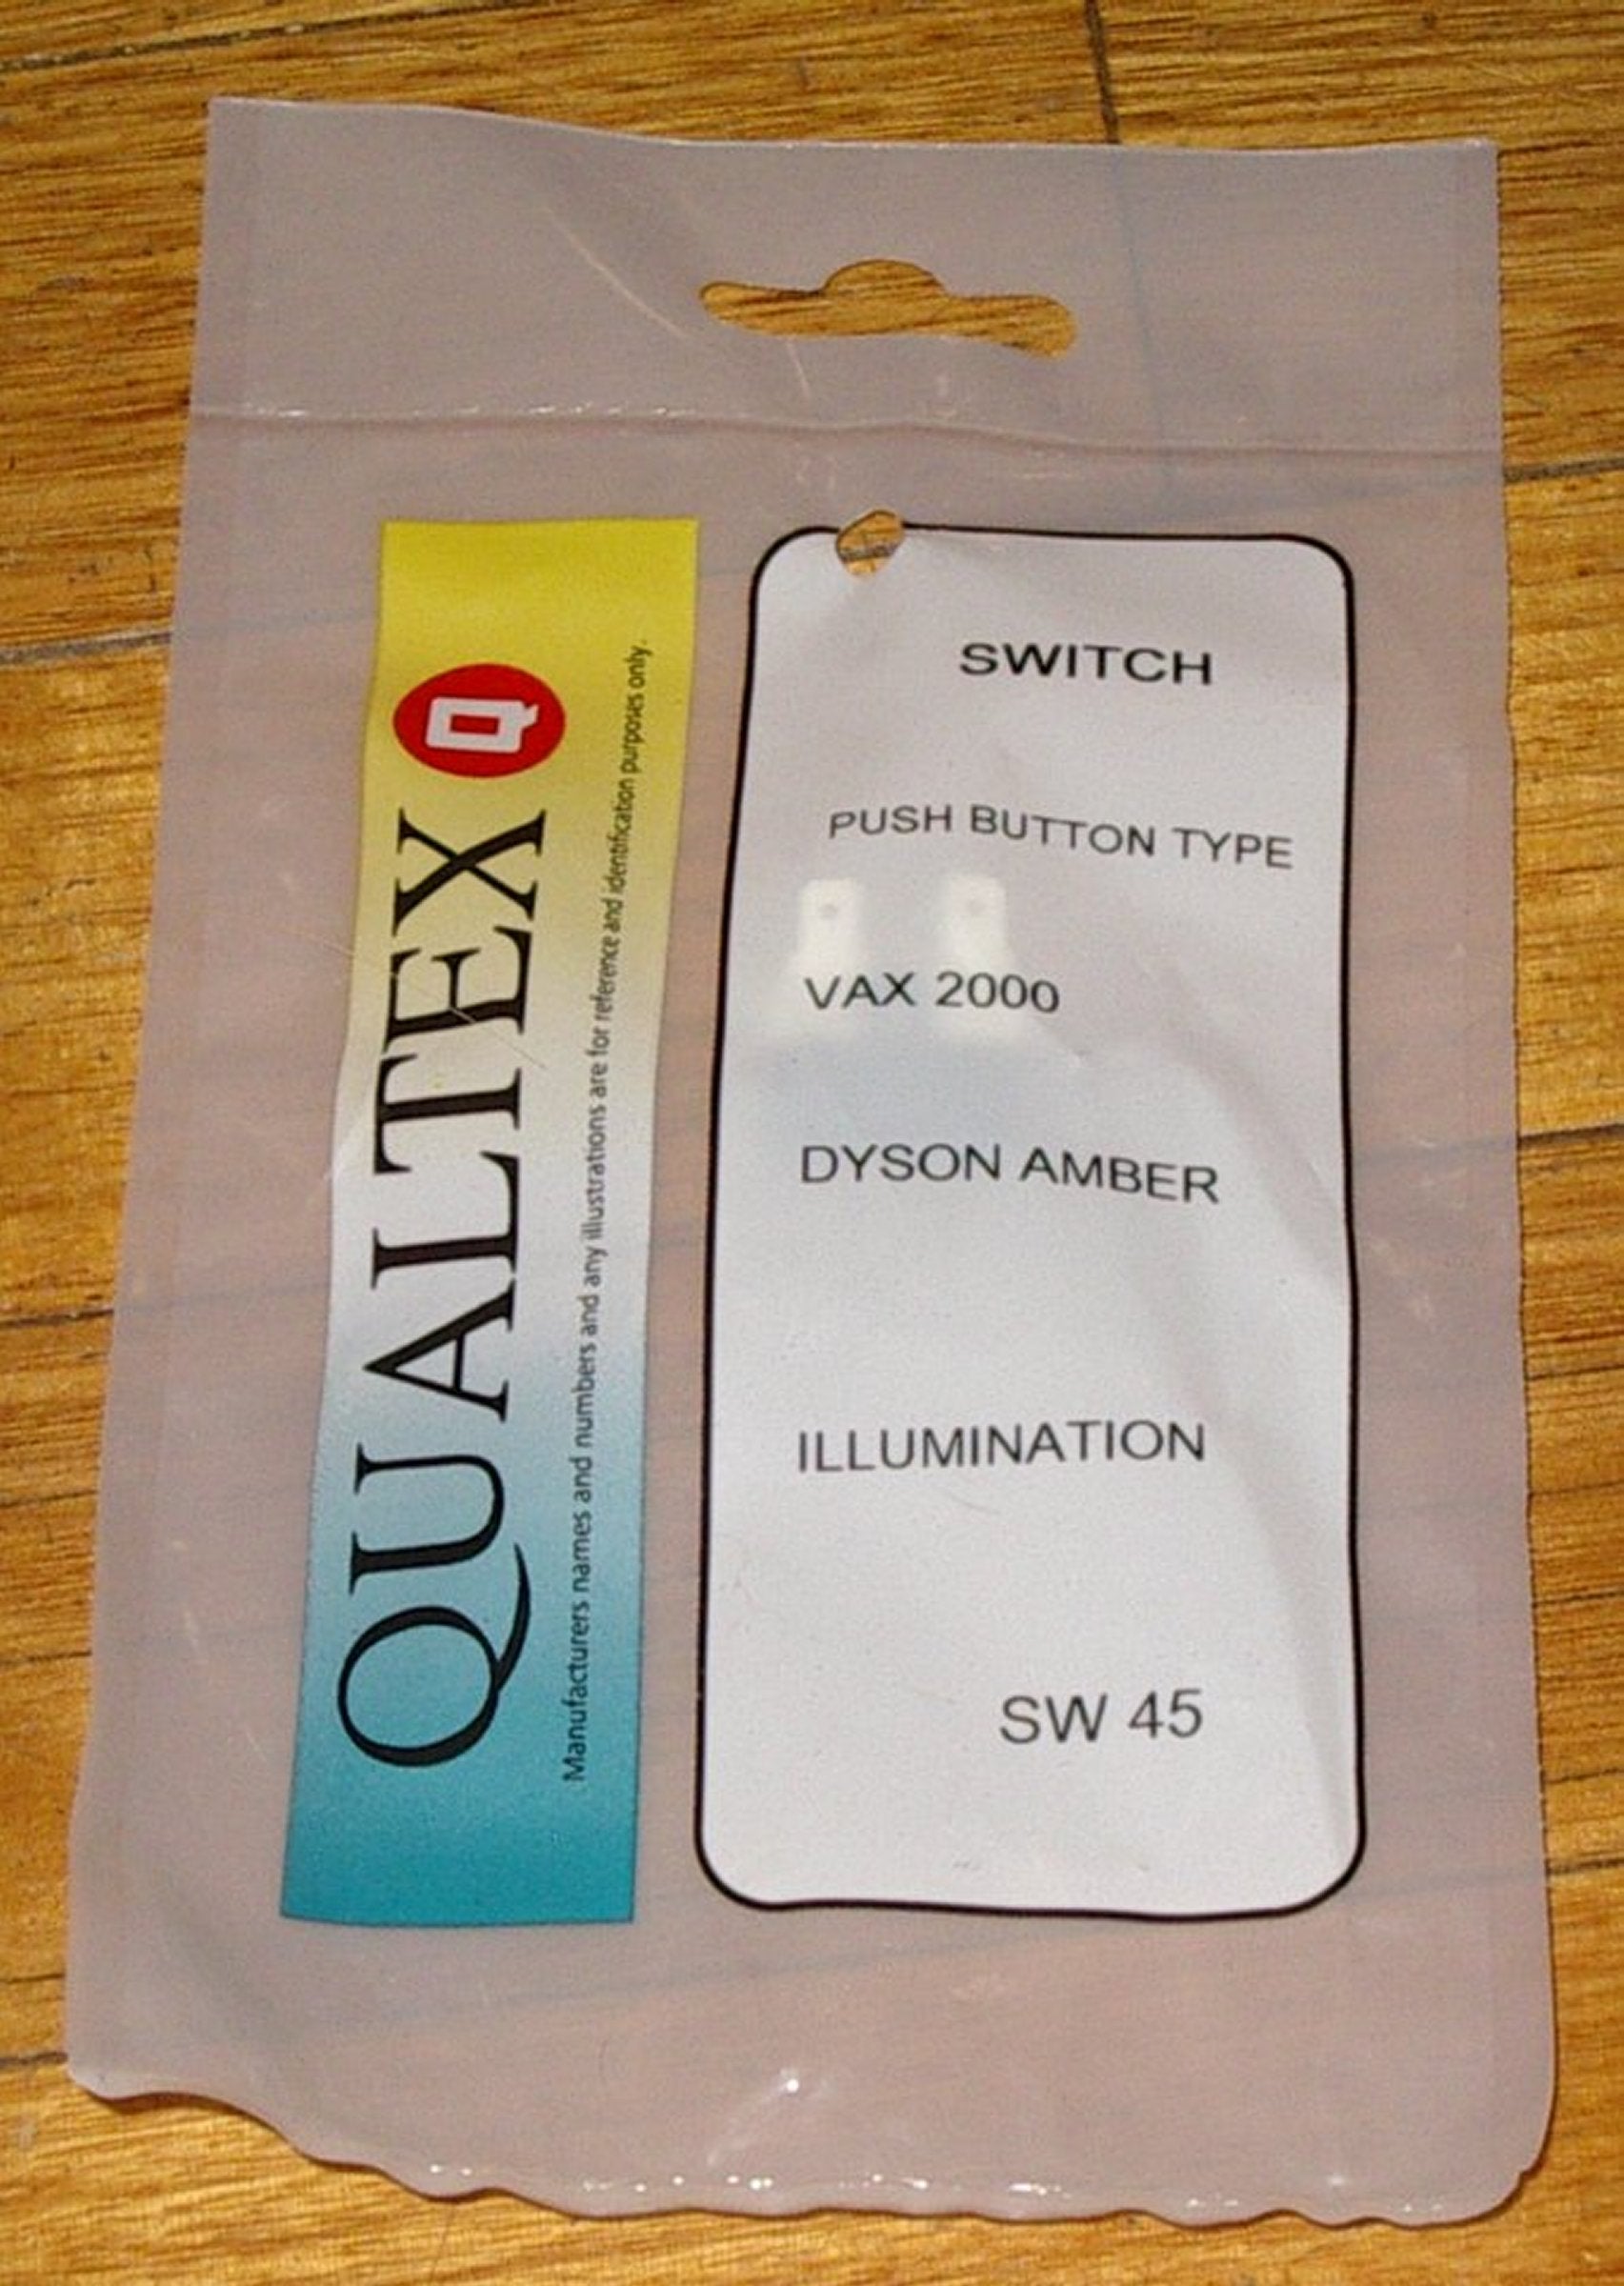 QUALTEX Q
Manufacturers names and numbers and any illustrations are for reference and identification purposes only.
SWITCH
PUSH BUTTON TYPE
VAX 2000
DYSON AMBER
ILLUMINATION
SW 45